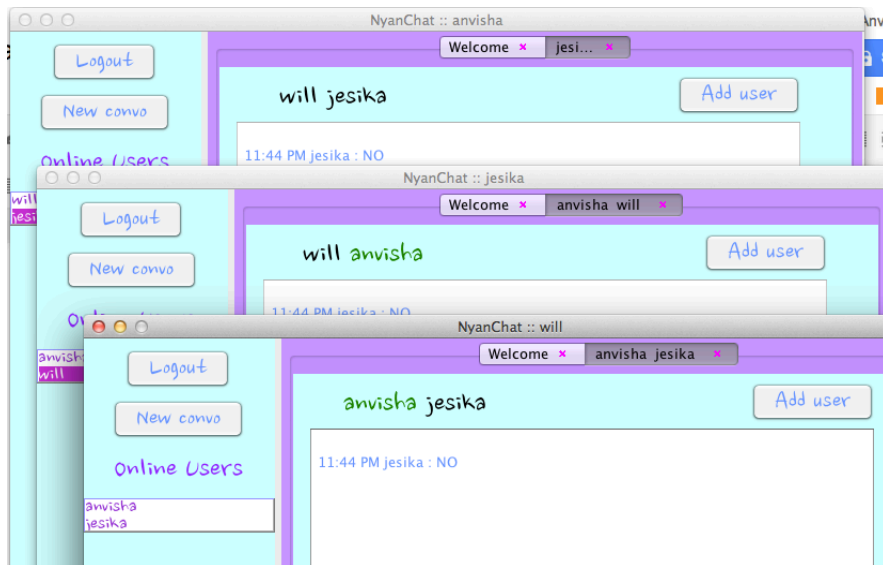 NyanChat :: anvisha
Welcome × jesi... ×
Logout
will jesika
Add user
New convo
11:44 PM jesika : NO
Online Users
will
jesi
NyanChat :: jesika
Welcome × anvisha will ×
Logout
will anvisha
Add user
New convo
11:44 PM jesika : NO
anvish
will
NyanChat :: will
Welcome × anvisha jesika ×
Logout
anvisha jesika
Add user
New convo
11:44 PM jesika : NO
Online Users
anvisha
jesika